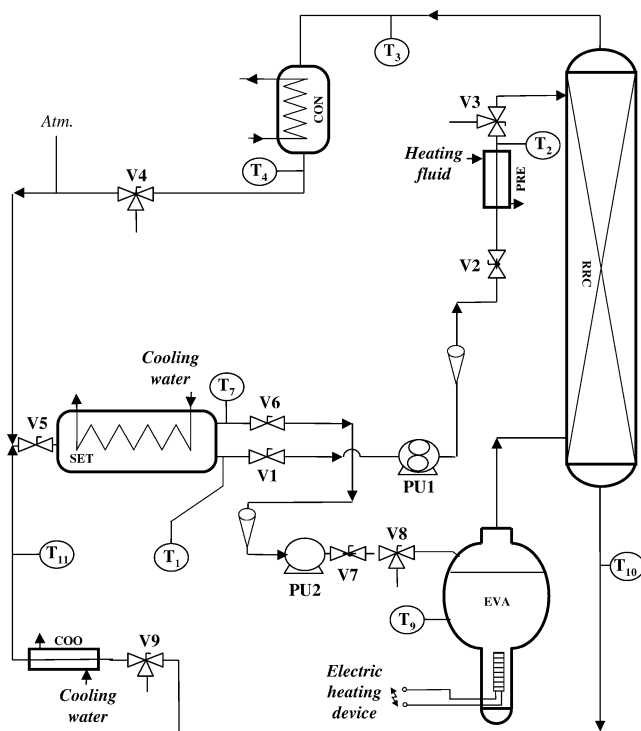 T3
CON
Atm.
V4
T4
V3
T2
Heating
fluid
PRE
V2
RRC
Cooling
water
T7
V6
V5
SET
V1
PU1
T1
T11
V8
V7
PU2
EVA
T9
T10
COO
V9
Cooling
water
Electric
heating
device